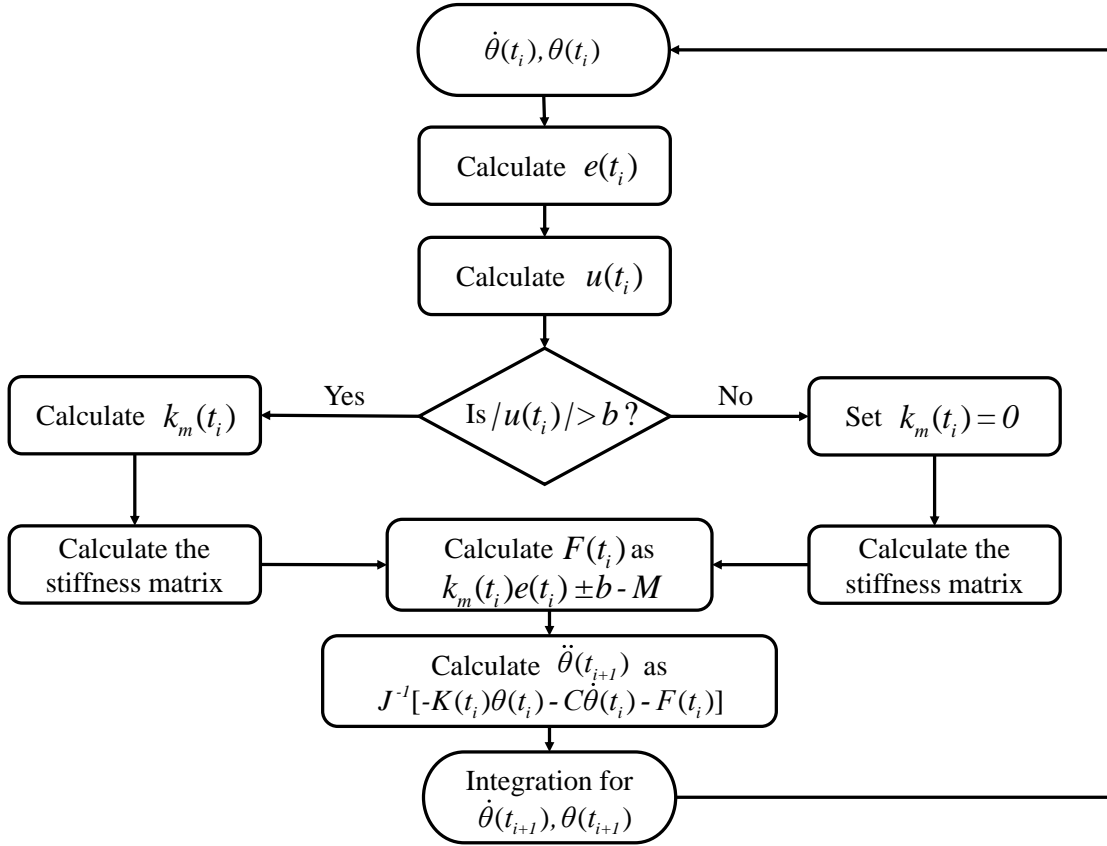 θ̇(t_i), θ(t_i)
Calculate e(t_i)
Calculate u(t_i)
Yes
Is |u(t_i)| > b ?
No
Calculate k_m(t_i)
Set k_m(t_i) = 0
Calculate the
stiffness matrix
Calculate F(t_i) as
k_m(t_i)e(t_i) ± b - M
Calculate the
stiffness matrix
Calculate θ̈(t_{i+1}) as
J^{-1}[-K(t_i)θ(t_i) - Cθ̇(t_i) - F(t_i)]
Integration for
θ̇(t_{i+1}), θ(t_{i+1})